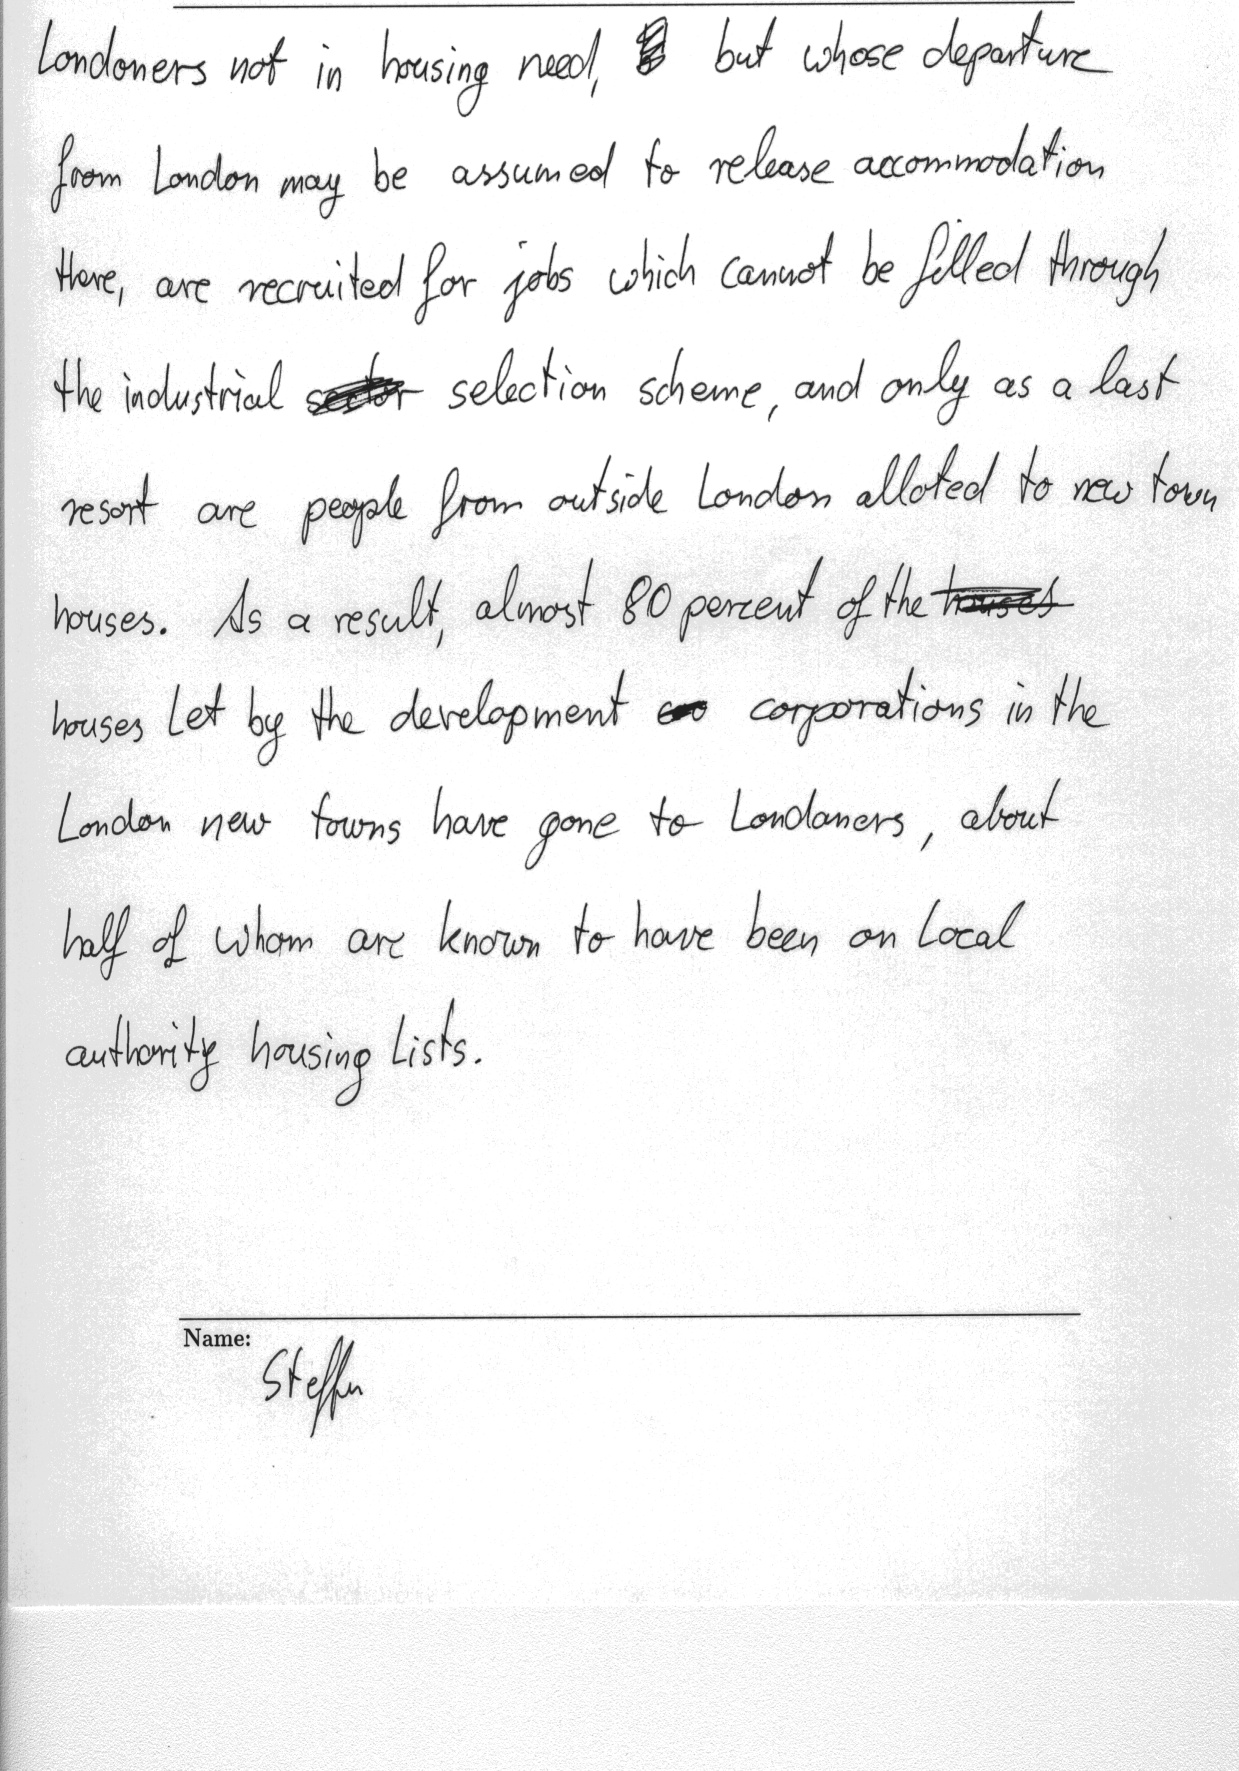 Londoners not in housing need, but whose departure
from London may be assumed to release accommodation
there, are recruited for jobs which cannot be filled through
the industrial selection scheme, and only as a last
resort are people from outside London alloted to new town
houses. As a result, almost 80 percent of the
houses let by the development corporations in the
London new towns have gone to Londoners, about
half of whom are known to have been on local
authority housing lists.
Name:
Steffen